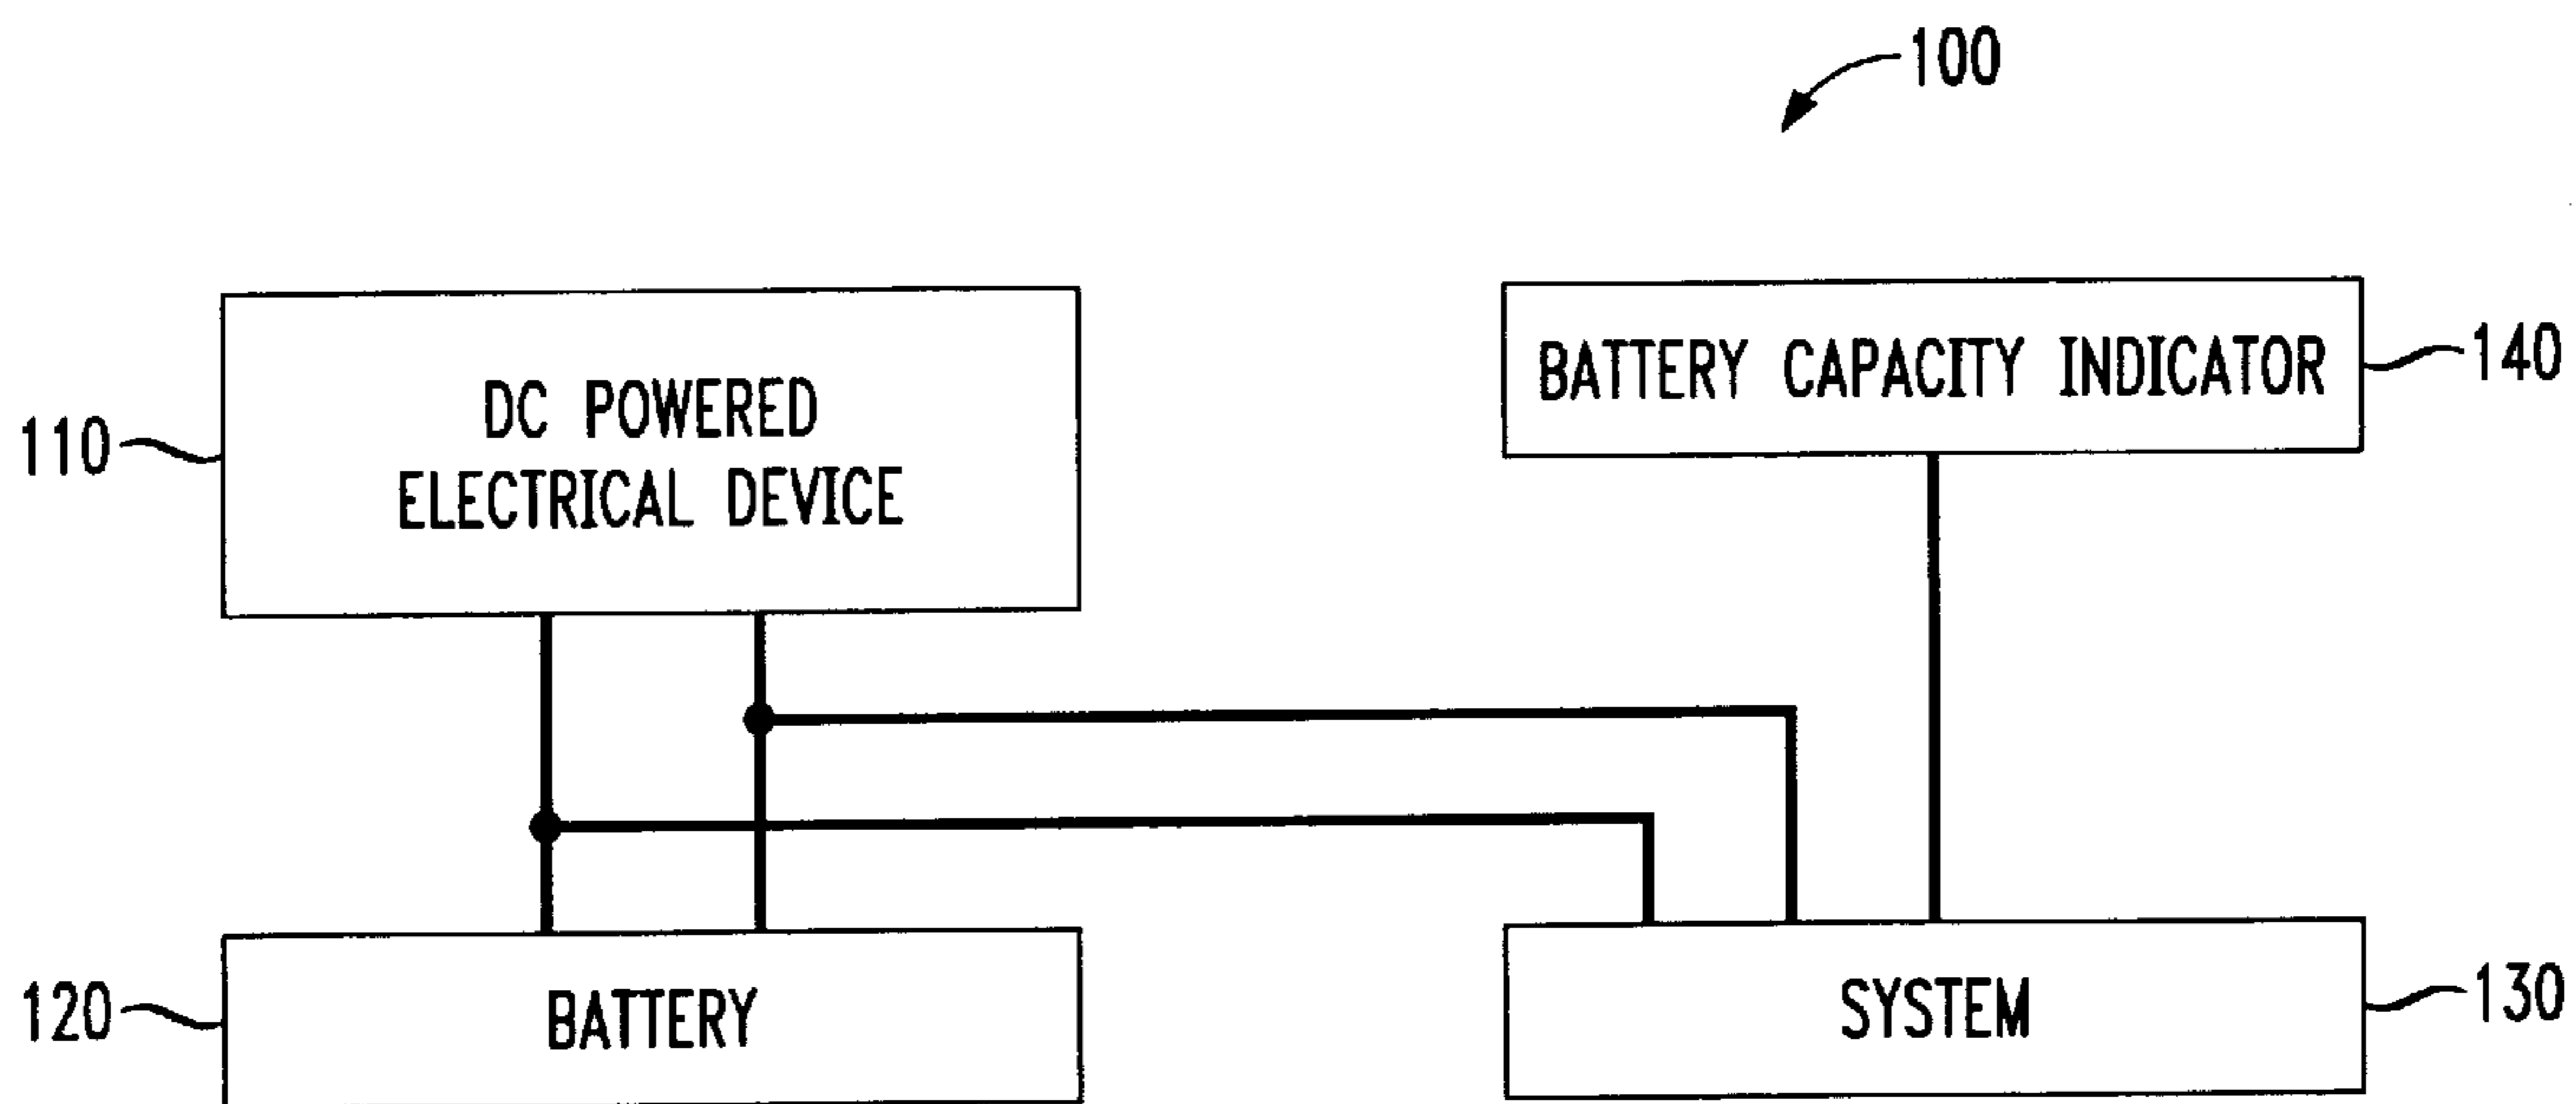 100
DC POWERED
ELECTRICAL DEVICE
110
BATTERY CAPACITY INDICATOR
140
120
BATTERY
SYSTEM
130